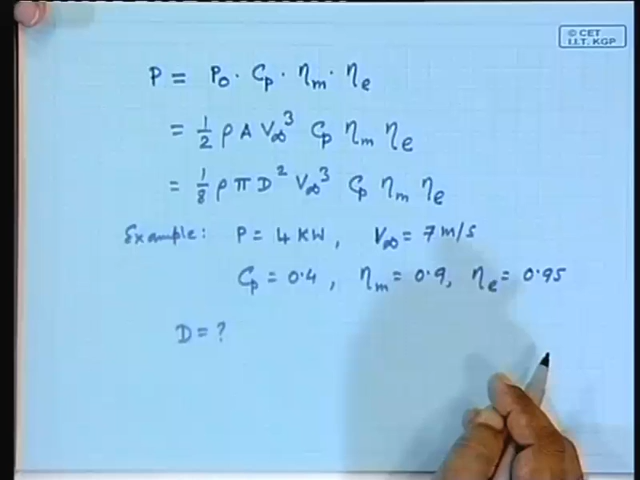 © CET
I.I.T. KGP
P = P₀ · Cₚ · ηₘ · ηₑ
= 1/2 ρ A V∞³ Cₚ ηₘ ηₑ
= 1/8 ρ π D² V∞³ Cₚ ηₘ ηₑ
Example: P = 4 KW, V∞ = 7 m/s
Cₚ = 0.4, ηₘ = 0.9, ηₑ = 0.95
D = ?